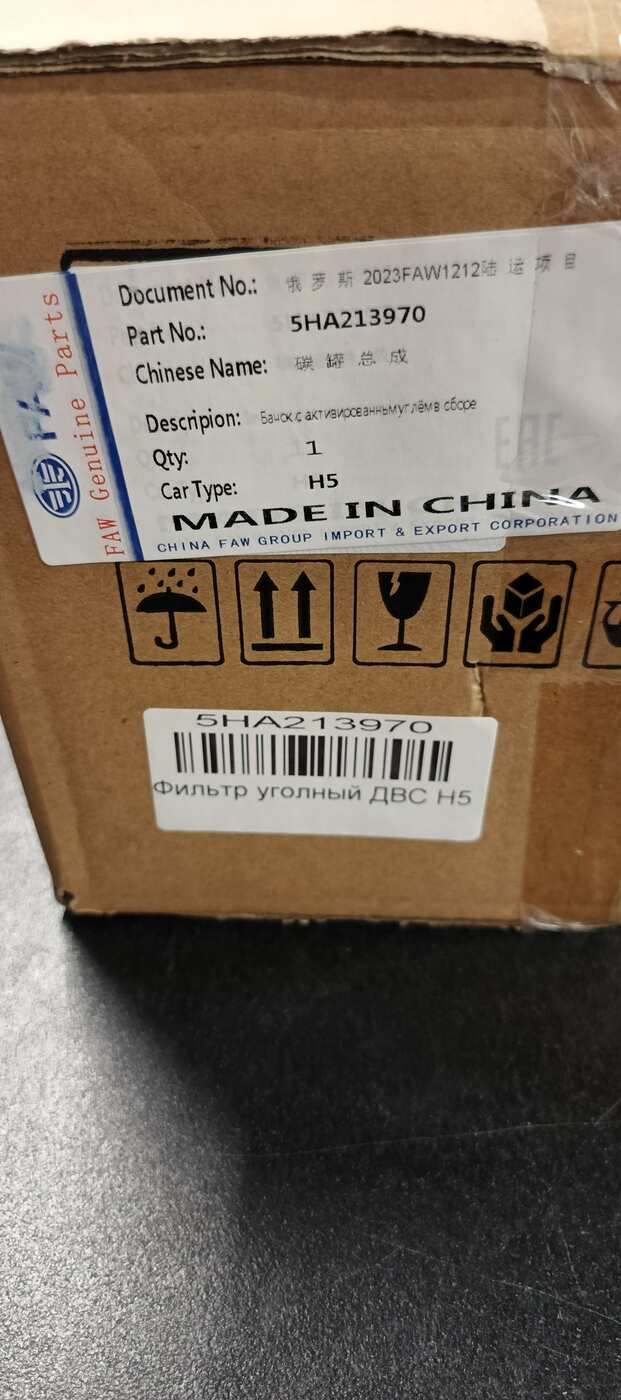 FAW Genuine Parts
Document No.: 俄罗斯 2023FAW1212陆运项目
Part No.: 5HA213970
Chinese Name: 碳罐总成
Descripion: Бачок с активированным углём в сборе
Qty: 1
Car Type: H5
EAC
MADE IN CHINA
CHINA FAW GROUP IMPORT & EXPORT CORPORATION
5HA213970
Фильтр уголный ДВС H5